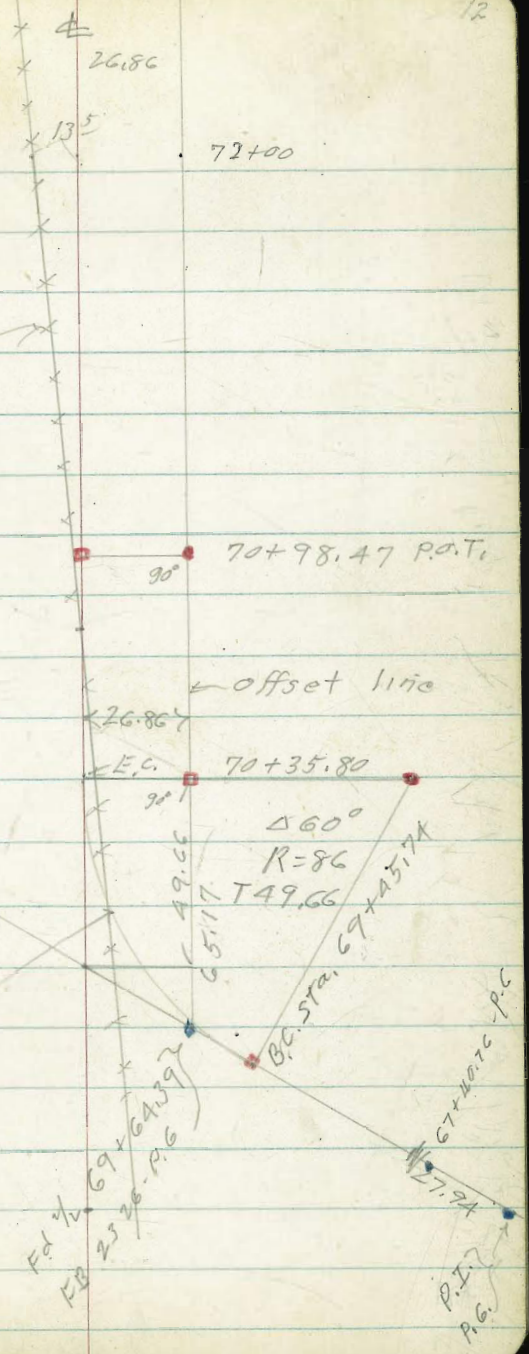 12
℄
26.86
13⁵
72+00
70+98.47 P.O.T.
90°
← Offset line
26.86
E.C.
70+35.80
90°
Δ 60°
R=86
T 49.66
49.66
65.17
B.C. Sta. 69+45.74
69+64.39
67+40.76 - P.C
27.94
Fd
FB 2326 - P.6
P.I.?
P.6.